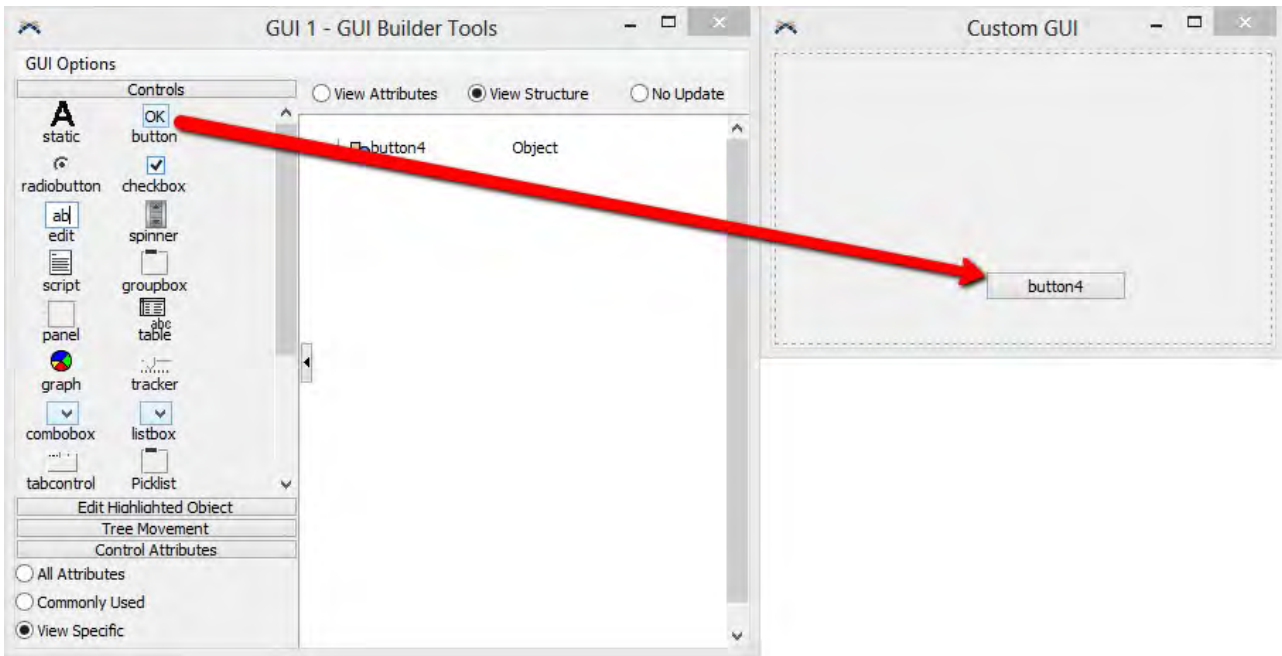 GUI 1 - GUI Builder Tools
GUI Options
Controls
A
static
OK
button
radiobutton
checkbox
ab
edit
spinner
script
groupbox
panel
abc
table
graph
tracker
combobox
listbox
tabcontrol
Picklist
Edit Highlighted Object
Tree Movement
Control Attributes
All Attributes
Commonly Used
View Specific
View Attributes
View Structure
No Update
button4
Object
Custom GUI
button4